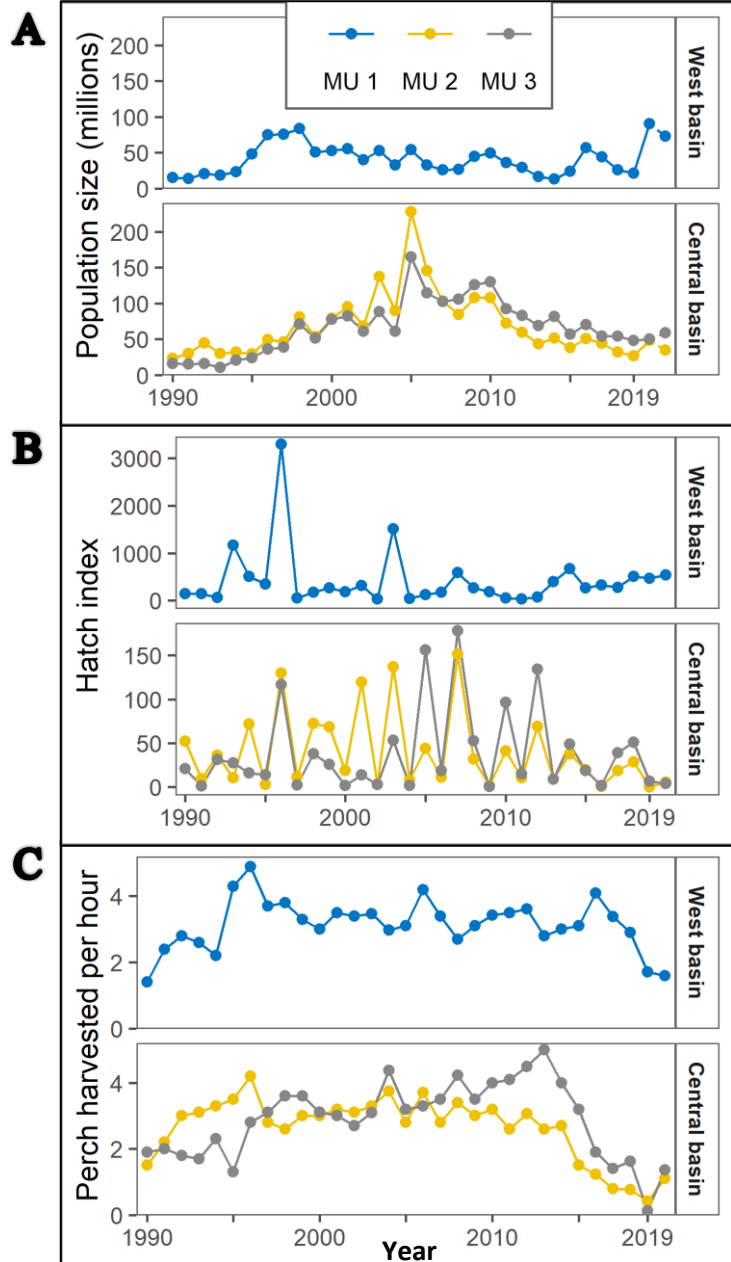 A
MU 1 MU 2 MU 3
Population size (millions)
200
150
100
50
0
West basin
200
150
100
50
0
Central basin
1990 2000 2010 2019
B
Hatch index
3000
2000
1000
0
West basin
150
100
50
0
Central basin
1990 2000 2010 2019
C
Perch harvested per hour
4
2
0
West basin
4
2
0
Central basin
1990 2000 2010 2019
Year